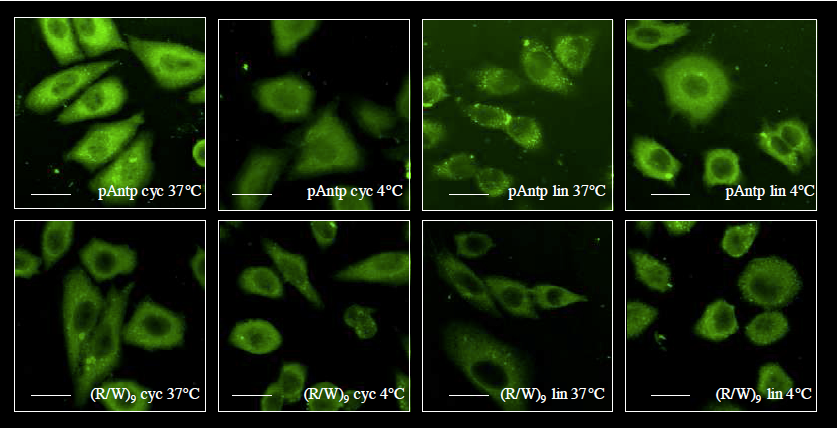 pAntp cyc 37°C
pAntp cyc 4°C
pAntp lin 37°C
pAntp lin 4°C
(R/W)₉ cyc 37°C
(R/W)₉ cyc 4°C
(R/W)₉ lin 37°C
(R/W)₉ lin 4°C